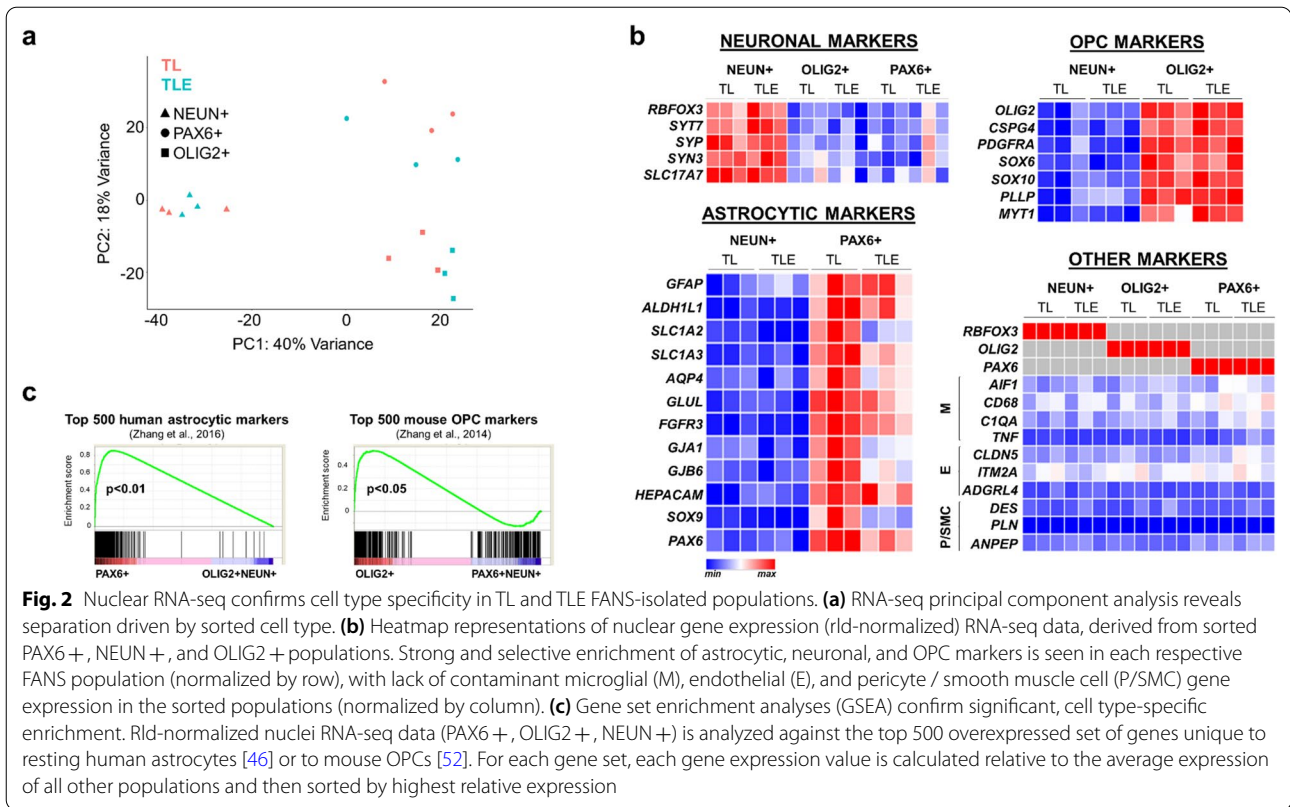 a
TL
TLE
NEUN+
PAX6+
OLIG2+
PC2: 18% Variance
20
0
-20
-40
0
20
PC1: 40% Variance
b
NEURONAL MARKERS
NEUN+ OLIG2+ PAX6+
TL TLE TL TLE TL TLE
RBFOX3
SYT7
SYP
SYN3
SLC17A7
OPC MARKERS
NEUN+ OLIG2+
TL TLE TL TLE
OLIG2
CSPG4
PDGFRA
SOX6
SOX10
PLLP
MYT1
ASTROCYTIC MARKERS
NEUN+ PAX6+
TL TLE TL TLE
GFAP
ALDH1L1
SLC1A2
SLC1A3
AQP4
GLUL
FGFR3
GJA1
GJB6
HEPACAM
SOX9
PAX6
min max
OTHER MARKERS
NEUN+ OLIG2+ PAX6+
TL TLE TL TLE TL TLE
RBFOX3
OLIG2
PAX6
M
AIF1
CD68
C1QA
TNF
E
CLDN5
ITM2A
ADGRL4
P/SMC
DES
PLN
ANPEP
c
Top 500 human astrocytic markers
(Zhang et al., 2016)
Enrichment score
0.8
0.6
0.4
0.2
0
p<0.01
PAX6+ OLIG2+NEUN+
Top 500 mouse OPC markers
(Zhang et al., 2014)
Enrichment score
0.4
0.2
0
p<0.05
OLIG2+ PAX6+NEUN+
Fig. 2 Nuclear RNA-seq confirms cell type specificity in TL and TLE FANS-isolated populations. (a) RNA-seq principal component analysis reveals
separation driven by sorted cell type. (b) Heatmap representations of nuclear gene expression (rld-normalized) RNA-seq data, derived from sorted
PAX6+, NEUN+, and OLIG2+ populations. Strong and selective enrichment of astrocytic, neuronal, and OPC markers is seen in each respective
FANS population (normalized by row), with lack of contaminant microglial (M), endothelial (E), and pericyte / smooth muscle cell (P/SMC) gene
expression in the sorted populations (normalized by column). (c) Gene set enrichment analyses (GSEA) confirm significant, cell type-specific
enrichment. Rld-normalized nuclei RNA-seq data (PAX6+, OLIG2+, NEUN+) is analyzed against the top 500 overexpressed set of genes unique to
resting human astrocytes [46] or to mouse OPCs [52]. For each gene set, each gene expression value is calculated relative to the average expression
of all other populations and then sorted by highest relative expression